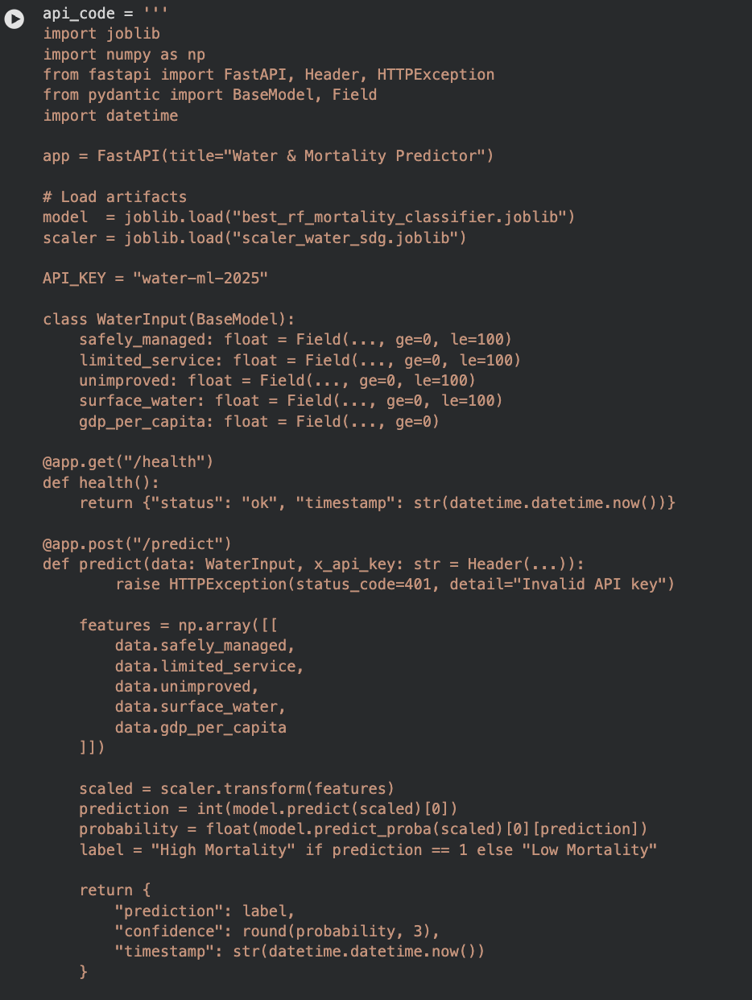 api_code = '''
import joblib
import numpy as np
from fastapi import FastAPI, Header, HTTPException
from pydantic import BaseModel, Field
import datetime

app = FastAPI(title="Water & Mortality Predictor")

# Load artifacts
model  = joblib.load("best_rf_mortality_classifier.joblib")
scaler = joblib.load("scaler_water_sdg.joblib")

API_KEY = "water-ml-2025"

class WaterInput(BaseModel):
    safely_managed: float = Field(..., ge=0, le=100)
    limited_service: float = Field(..., ge=0, le=100)
    unimproved: float = Field(..., ge=0, le=100)
    surface_water: float = Field(..., ge=0, le=100)
    gdp_per_capita: float = Field(..., ge=0)

@app.get("/health")
def health():
    return {"status": "ok", "timestamp": str(datetime.datetime.now())}

@app.post("/predict")
def predict(data: WaterInput, x_api_key: str = Header(...)):
        raise HTTPException(status_code=401, detail="Invalid API key")

    features = np.array([[
        data.safely_managed,
        data.limited_service,
        data.unimproved,
        data.surface_water,
        data.gdp_per_capita
    ]])

    scaled = scaler.transform(features)
    prediction = int(model.predict(scaled)[0])
    probability = float(model.predict_proba(scaled)[0][prediction])
    label = "High Mortality" if prediction == 1 else "Low Mortality"

    return {
        "prediction": label,
        "confidence": round(probability, 3),
        "timestamp": str(datetime.datetime.now())
    }